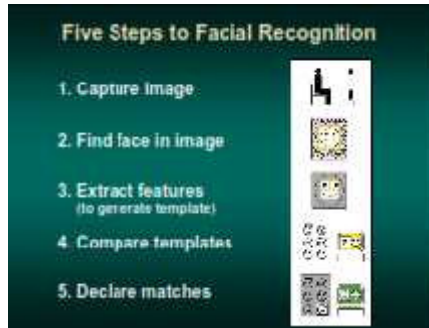 Five Steps to Facial Recognition
1. Capture Image
2. Find face in image
3. Extract features
(to generate template)
4. Compare templates
5. Declare matches